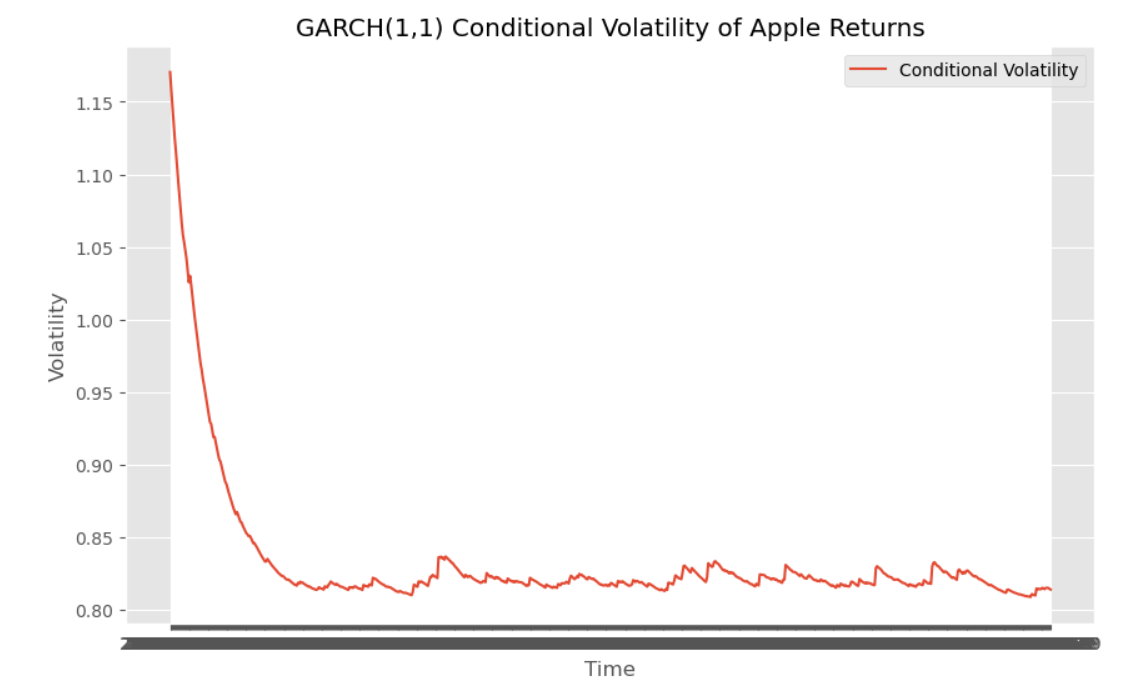 GARCH(1,1) Conditional Volatility of Apple Returns
Conditional Volatility
1.15
1.10
1.05
1.00
0.95
0.90
0.85
0.80
Volatility
Time